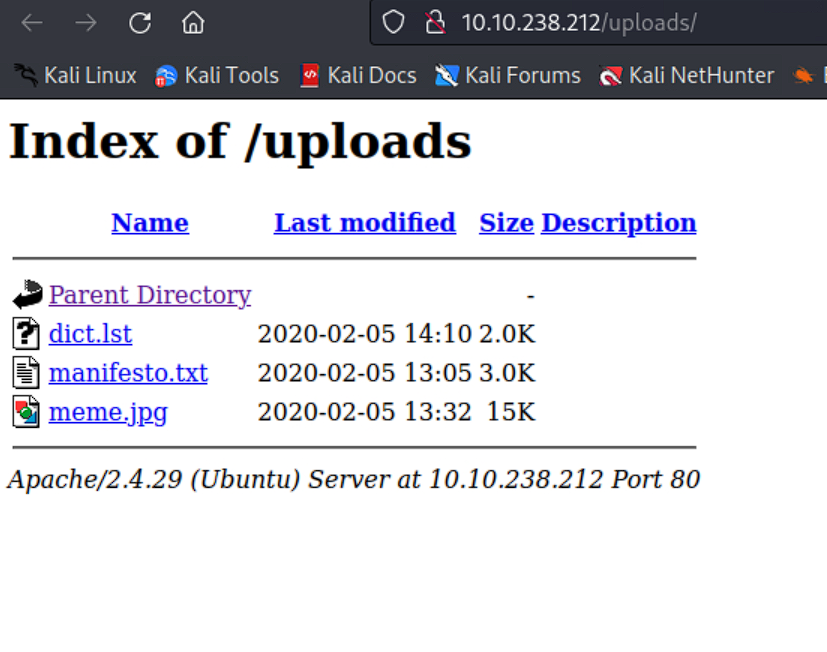 10.10.238.212/uploads/
Kali Linux Kali Tools Kali Docs Kali Forums Kali NetHunter
Index of /uploads
Name Last modified Size Description
Parent Directory -
dict.lst 2020-02-05 14:10 2.0K
manifesto.txt 2020-02-05 13:05 3.0K
meme.jpg 2020-02-05 13:32 15K
Apache/2.4.29 (Ubuntu) Server at 10.10.238.212 Port 80